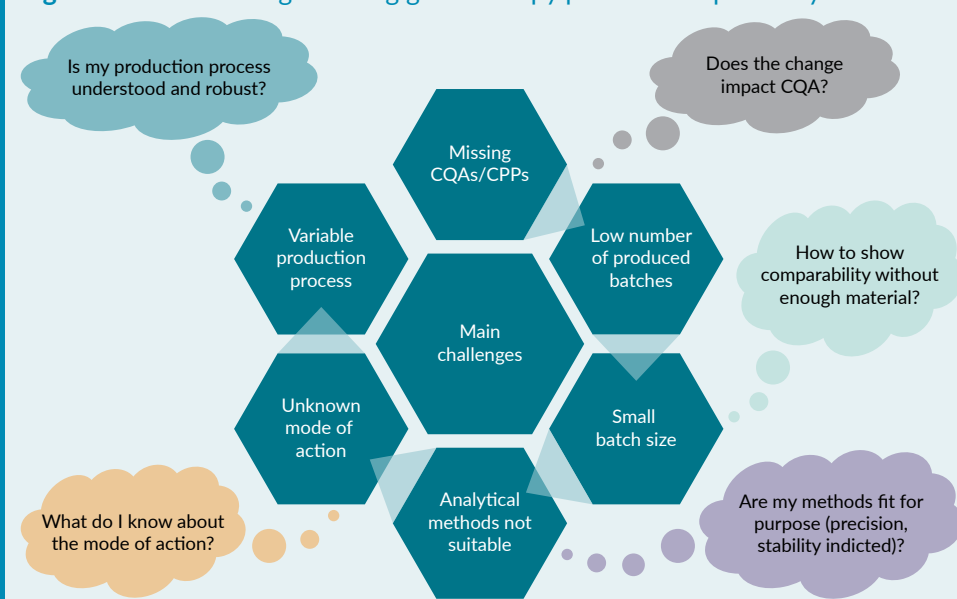 Is my production process
understood and robust?
Does the change
impact CQA?
Missing
CQAs/CPPs
Variable
production
process
Low number
of produced
batches
How to show
comparability without
enough material?
Main
challenges
Unknown
mode of
action
Small
batch size
What do I know about
the mode of action?
Analytical
methods not
suitable
Are my methods fit for
purpose (precision,
stability indicted)?